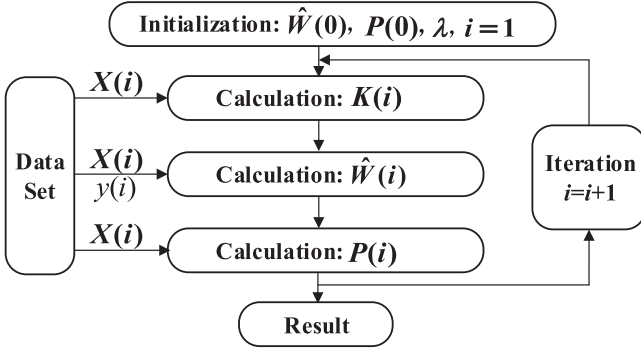 Initialization: Ŵ(0), P(0), λ, i=1
X(i)
Calculation: K(i)
Data
Set
X(i)
y(i)
Calculation: Ŵ(i)
Iteration
i=i+1
X(i)
Calculation: P(i)
Result